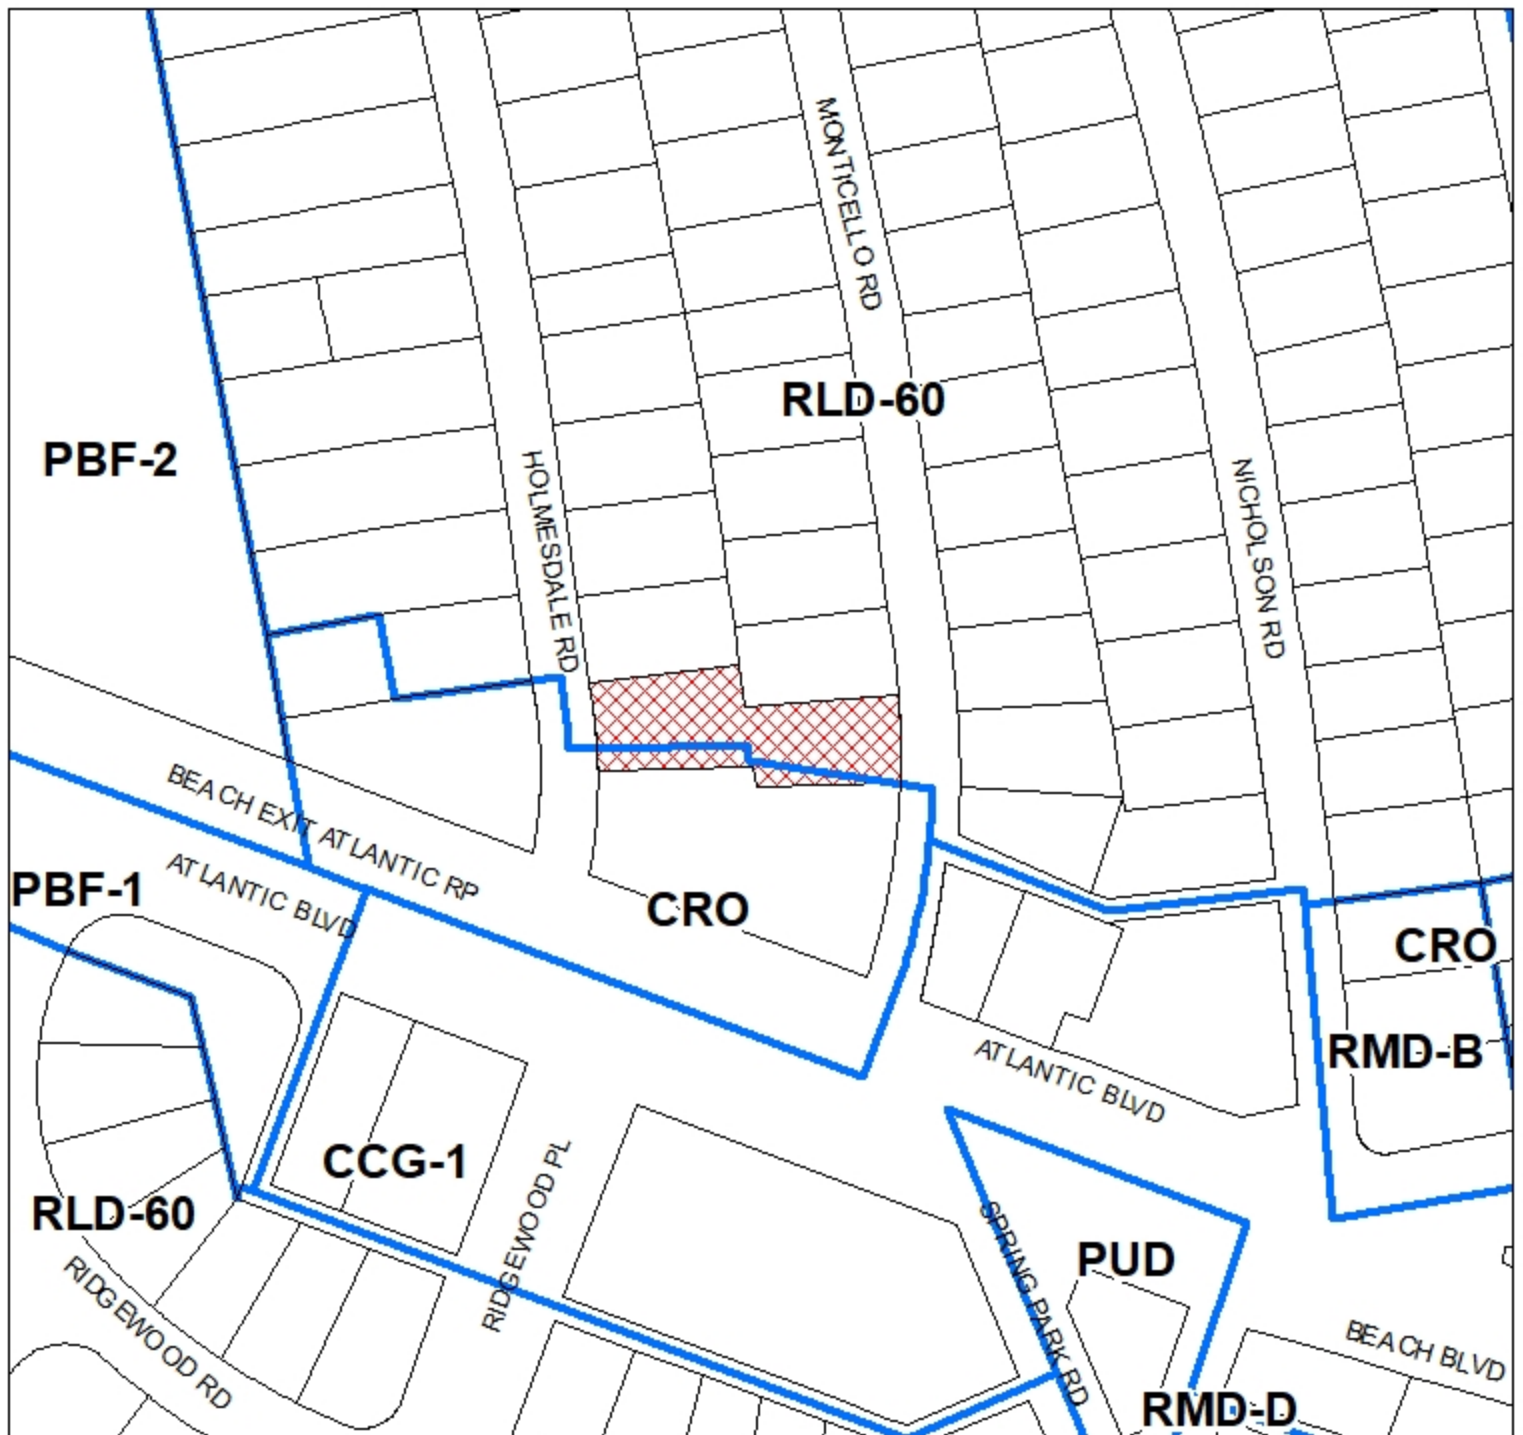 MONTICELLO RD
RLD-60
PBF-2
HOLMESDALE RD
NICHOLSON RD
BEACH EXIT ATLANTIC RP
ATLANTIC BLVD
PBF-1
CRO
CRO
RMD-B
ATLANTIC BLVD
CCG-1
RLD-60
RIDGEWOOD PL
SPRING PARK RD
PUD
RIDGEWOOD RD
BEACH BLVD
RMD-D